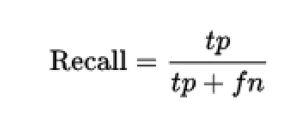 Recall = tp / tp + fn